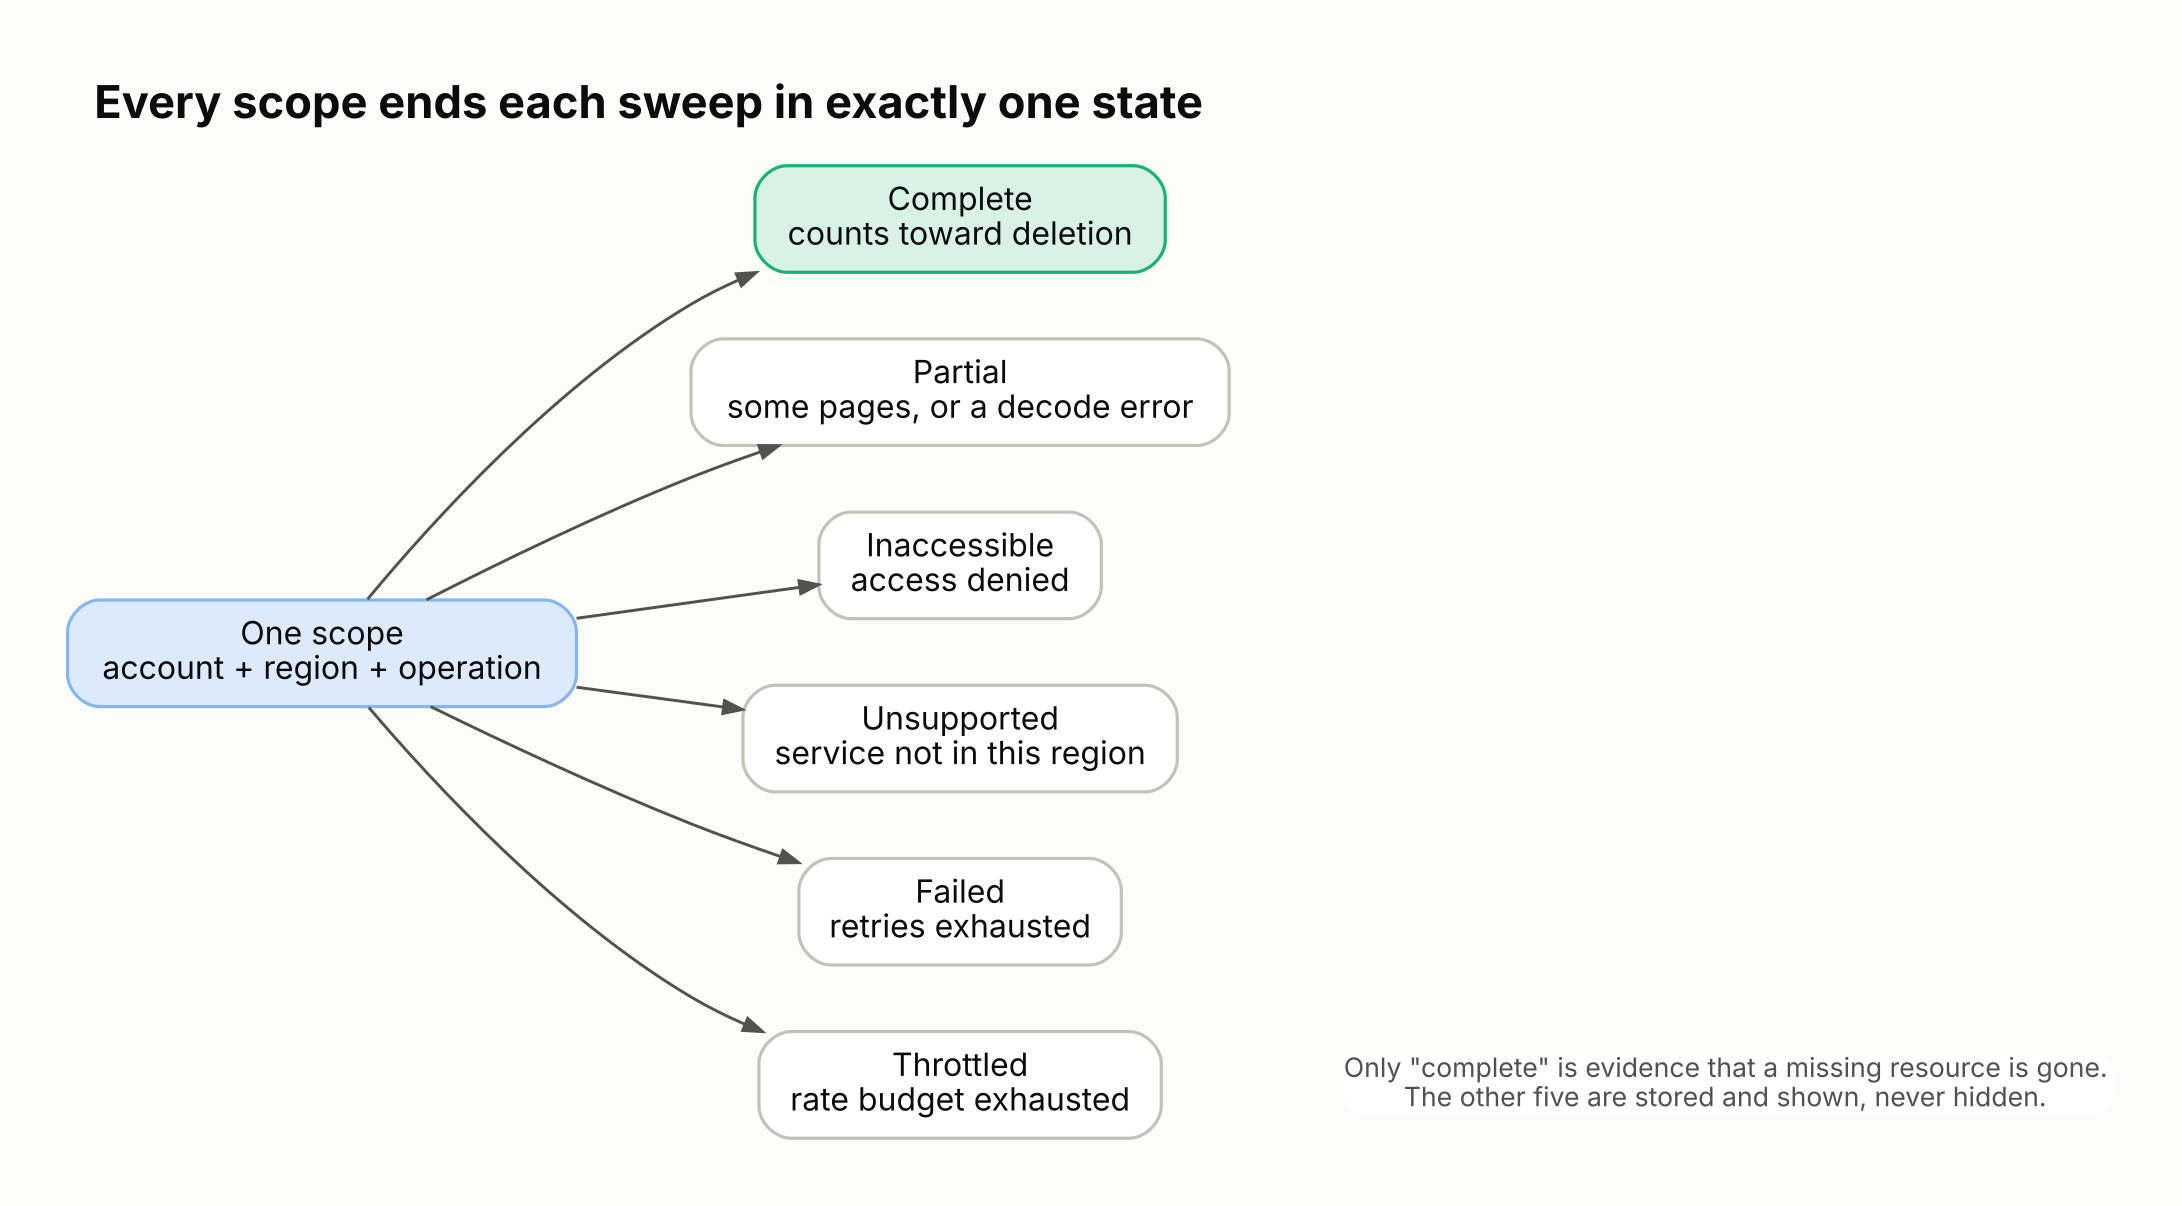 Every scope ends each sweep in exactly one state
Complete
counts toward deletion
Partial
some pages, or a decode error
Inaccessible
access denied
One scope
account + region + operation
Unsupported
service not in this region
Failed
retries exhausted
Throttled
rate budget exhausted
Only "complete" is evidence that a missing resource is gone.
The other five are stored and shown, never hidden.